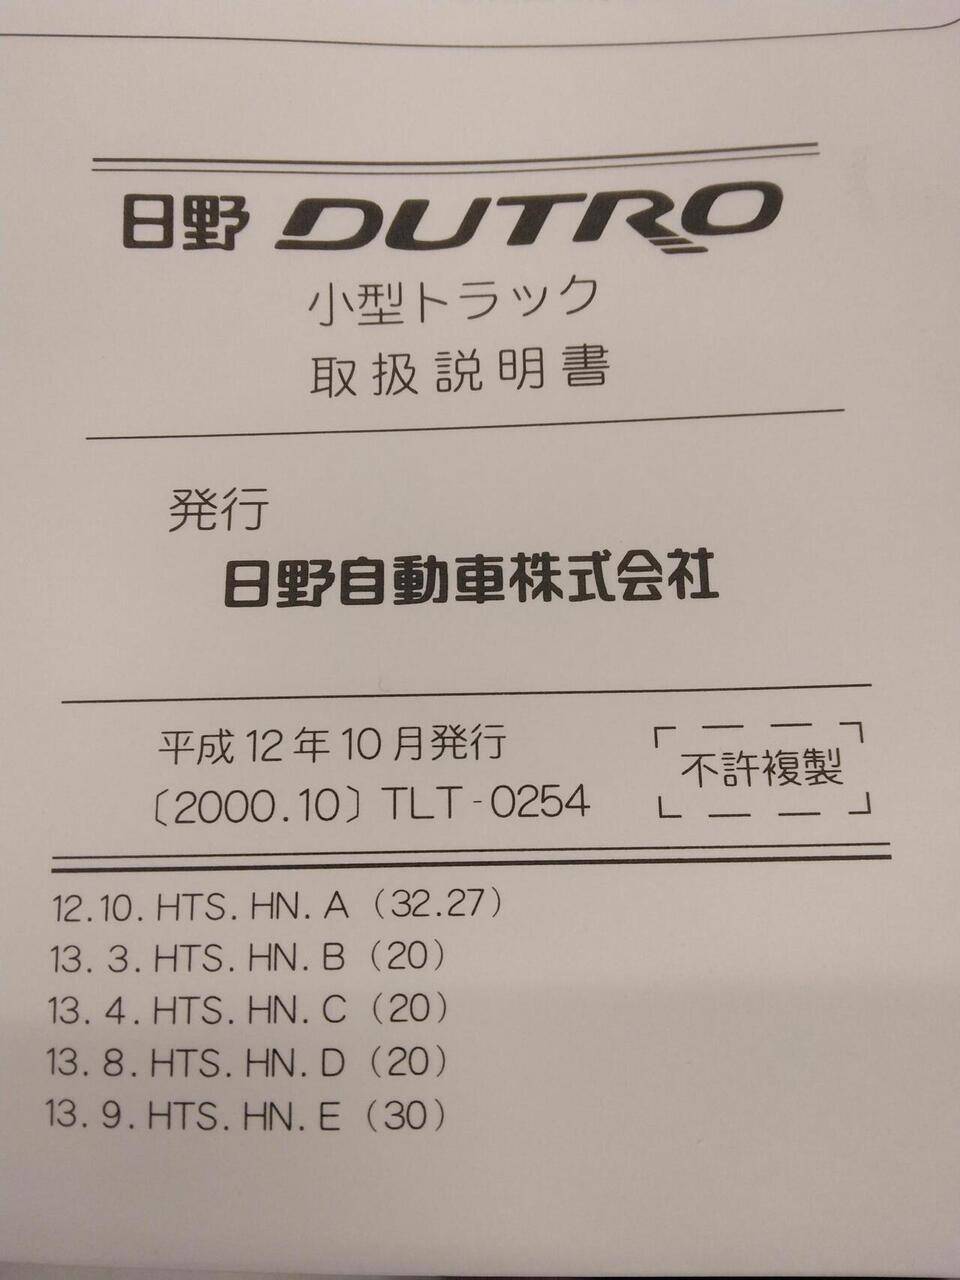 日野 DUTRO
小型トラック
取扱説明書
発行
日野自動車株式会社
平成12年10月発行
〔2000.10〕TLT-0254
不許複製
12.10.HTS.HN.A(32.27)
13.3.HTS.HN.B(20)
13.4.HTS.HN.C(20)
13.8.HTS.HN.D(20)
13.9.HTS.HN.E(30)